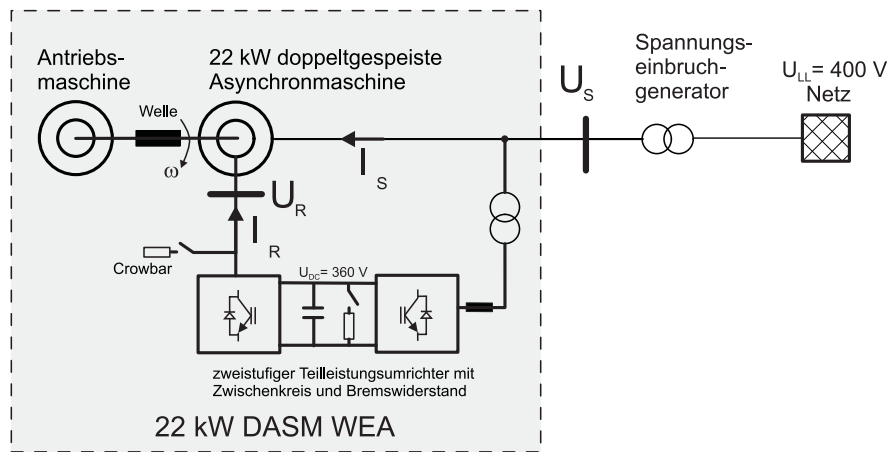 Antriebs-
maschine
22 kW doppeltgespeiste
Asynchronmaschine
Spannungs-
einbruch-
generator
U_LL = 400 V
Netz
U_S
Welle
ω
I_S
U_R
I_R
Crowbar
U_DC = 360 V
zweistufiger Teilleistungsumrichter mit
Zwischenkreis und Bremswiderstand
22 kW DASM WEA